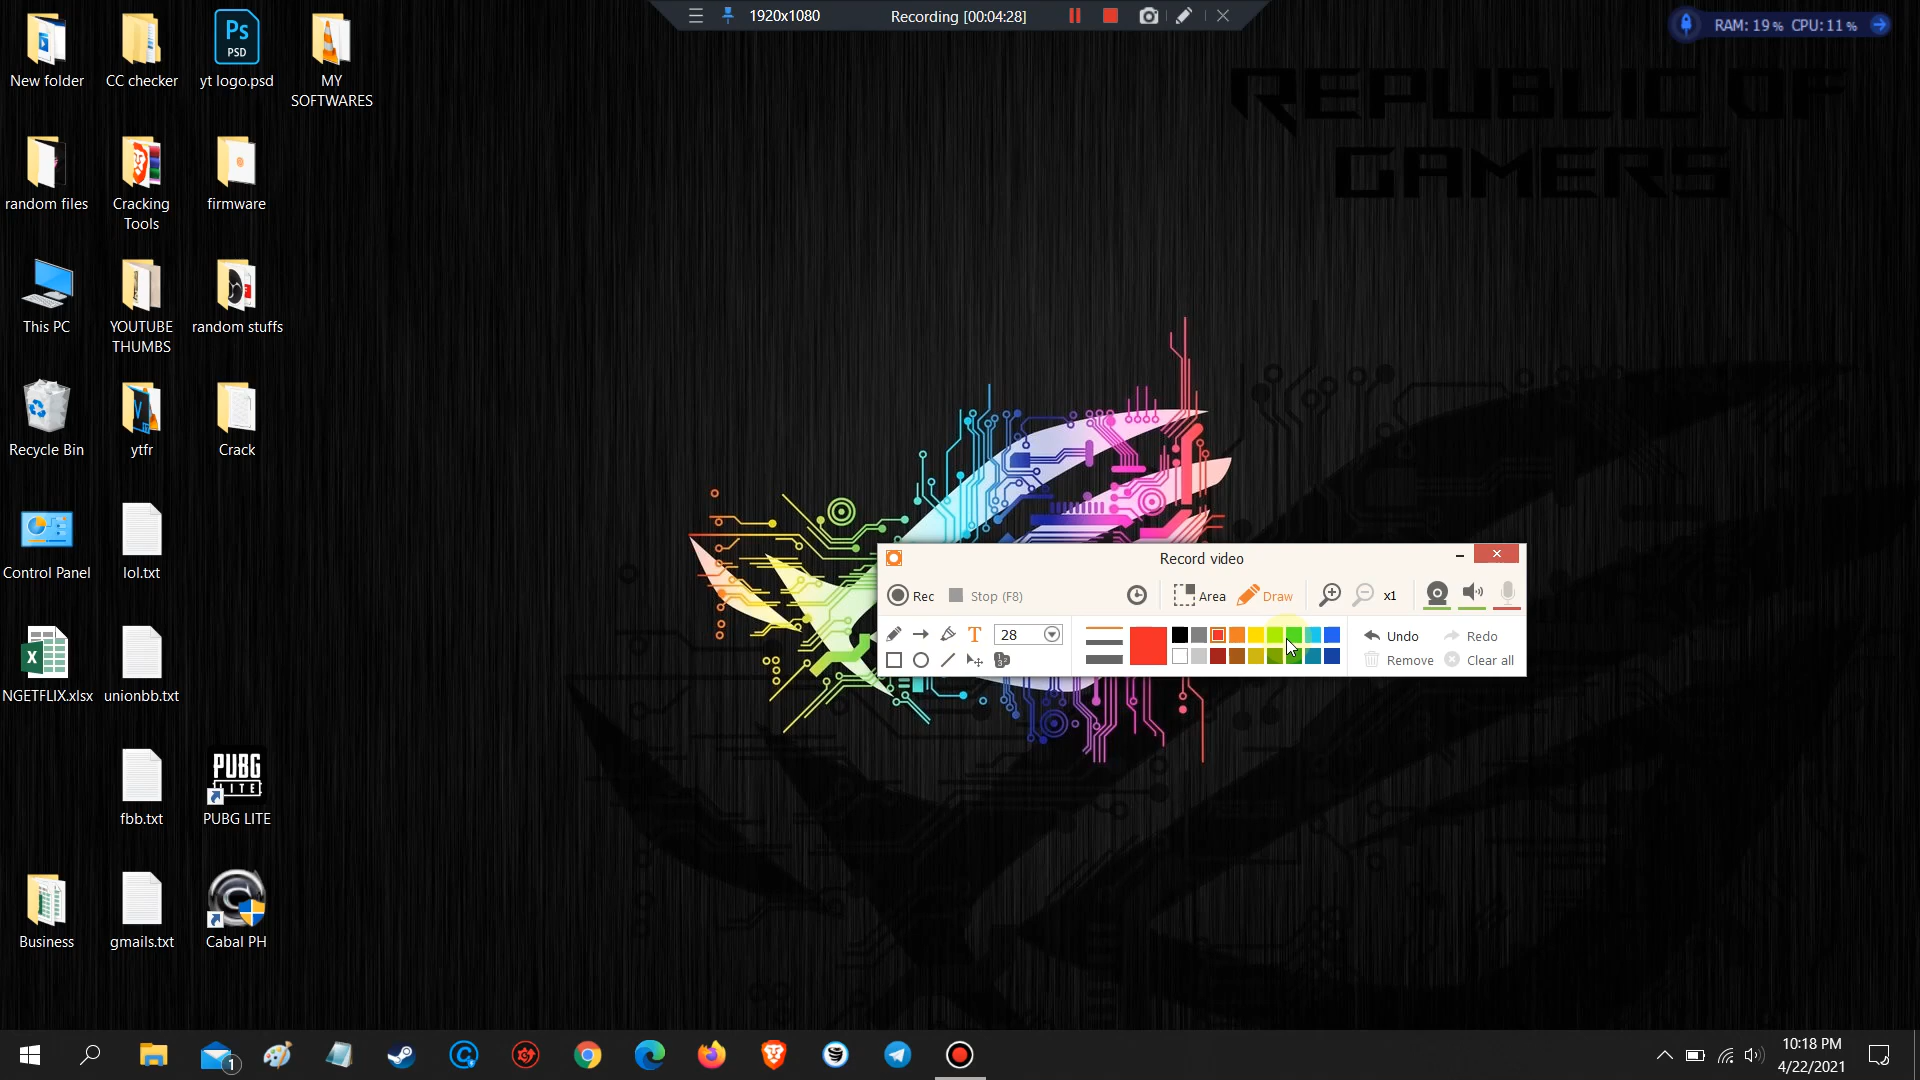 1920x1080
Recording [00:04:28]
RAM: 19% CPU: 11%
REPUBLIC OF
GAMERS
Ps
PSD
New folder
CC checker
yt logo.psd
MY
SOFTWARES
random files
Cracking
Tools
firmware
This PC
YOUTUBE
THUMBS
random stuffs
Recycle Bin
ytfr
Crack
Control Panel
lol.txt
NGETFLIX.xlsx
unionbb.txt
PUBG
LITE
fbb.txt
PUBG LITE
Business
gmails.txt
Cabal PH
Record video
Rec
Stop (F8)
Area
Draw
x1
T
28
Undo
Redo
Remove
Clear all
1
10:18 PM
4/22/2021